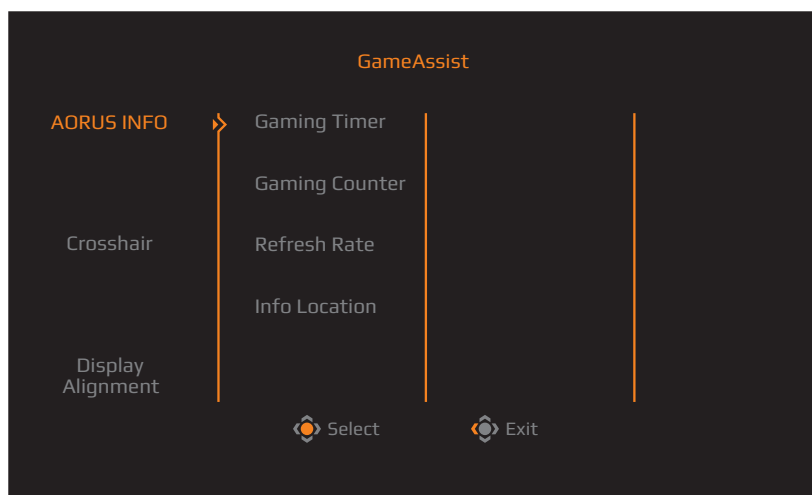 GameAssist
AORUS INFO
Gaming Timer
Gaming Counter
Crosshair
Refresh Rate
Info Location
Display
Alignment
Select
Exit